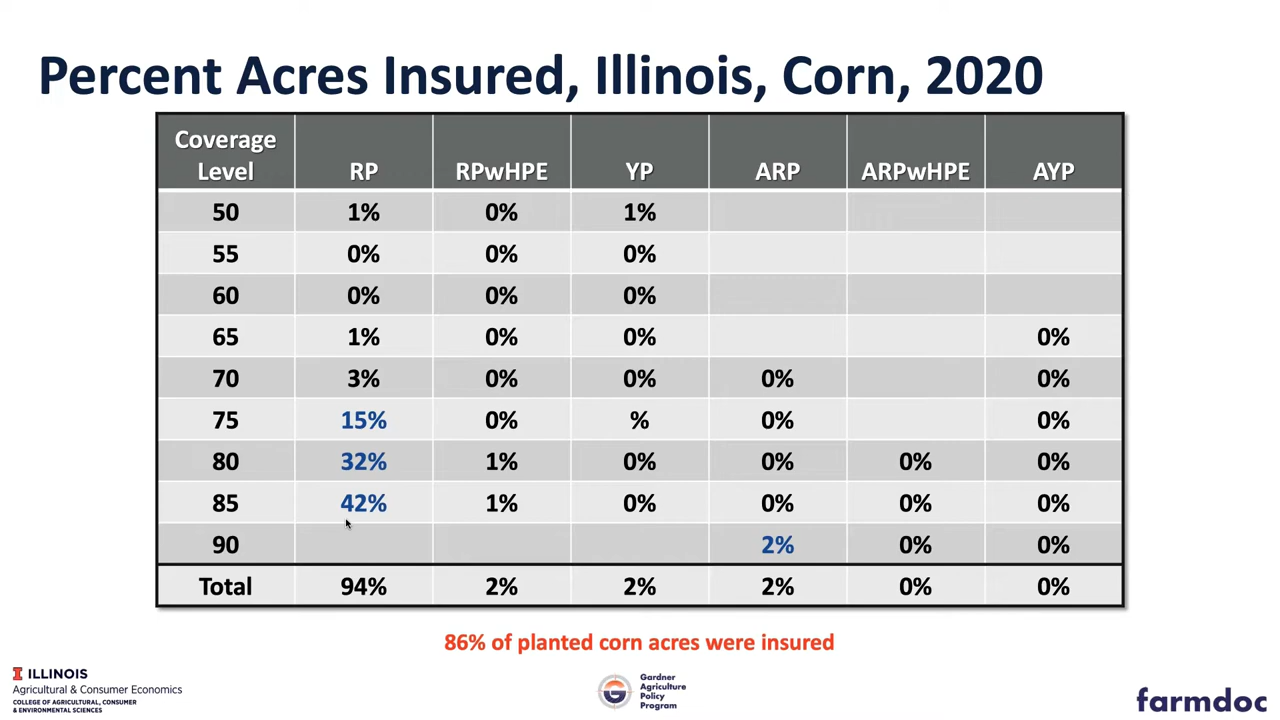 Percent Acres Insured, Illinois, Corn, 2020
Coverage Level RP RPwHPE YP ARP ARPwHPE AYP
50 1% 0% 1%
55 0% 0% 0%
60 0% 0% 0%
65 1% 0% 0% 0%
70 3% 0% 0% 0% 0%
75 15% 0% % 0% 0%
80 32% 1% 0% 0% 0% 0%
85 42% 1% 0% 0% 0% 0%
90 2% 0% 0%
Total 94% 2% 2% 2% 0% 0%
86% of planted corn acres were insured
I ILLINOIS
Agricultural & Consumer Economics
COLLEGE OF AGRICULTURAL, CONSUMER
& ENVIRONMENTAL SCIENCES
G
Gardner
Agriculture
Policy
Program
farmdoc